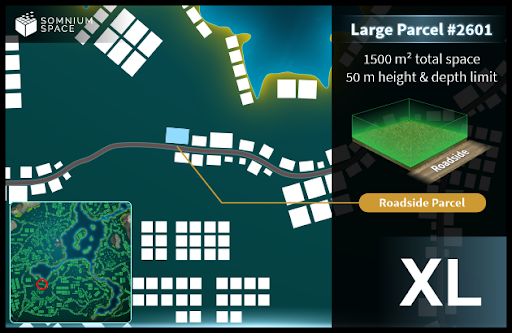 SOMNIUM
SPACE
Large Parcel #2601
1500 m² total space
50 m height & depth limit
Roadside
Roadside Parcel
XL